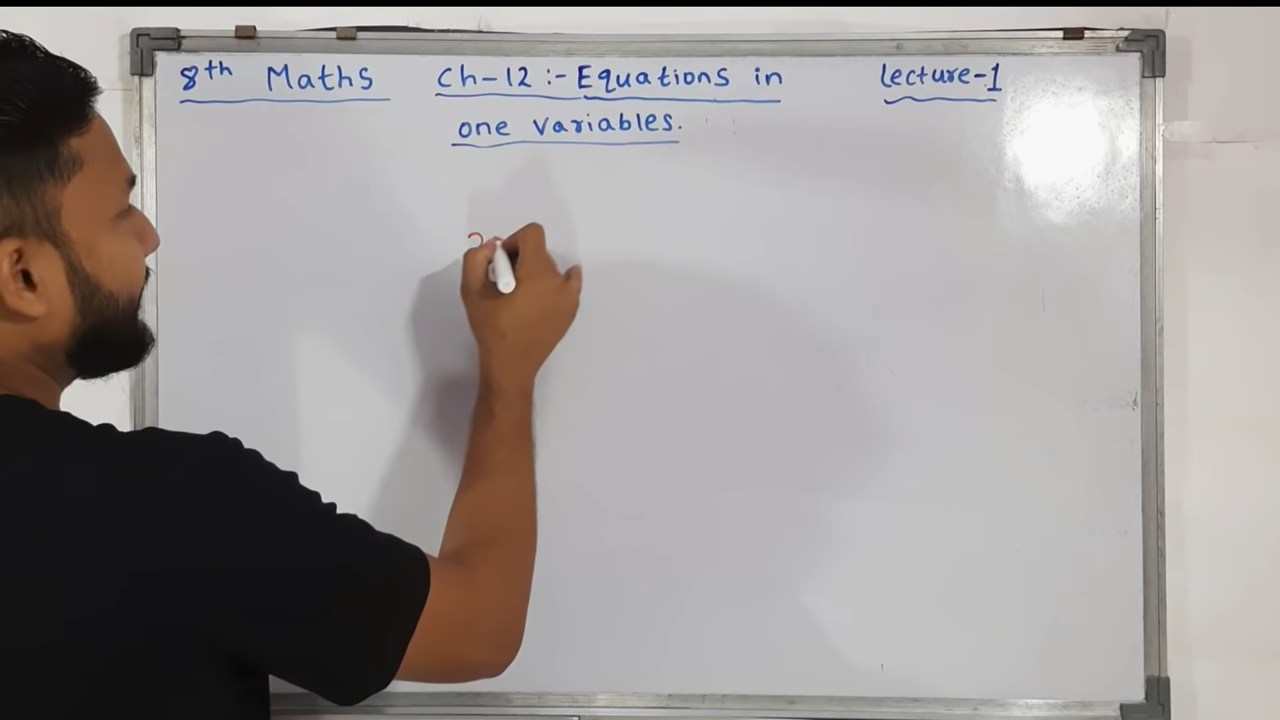 8th Maths Ch-12 :- Equations in Lecture-1
one variables.